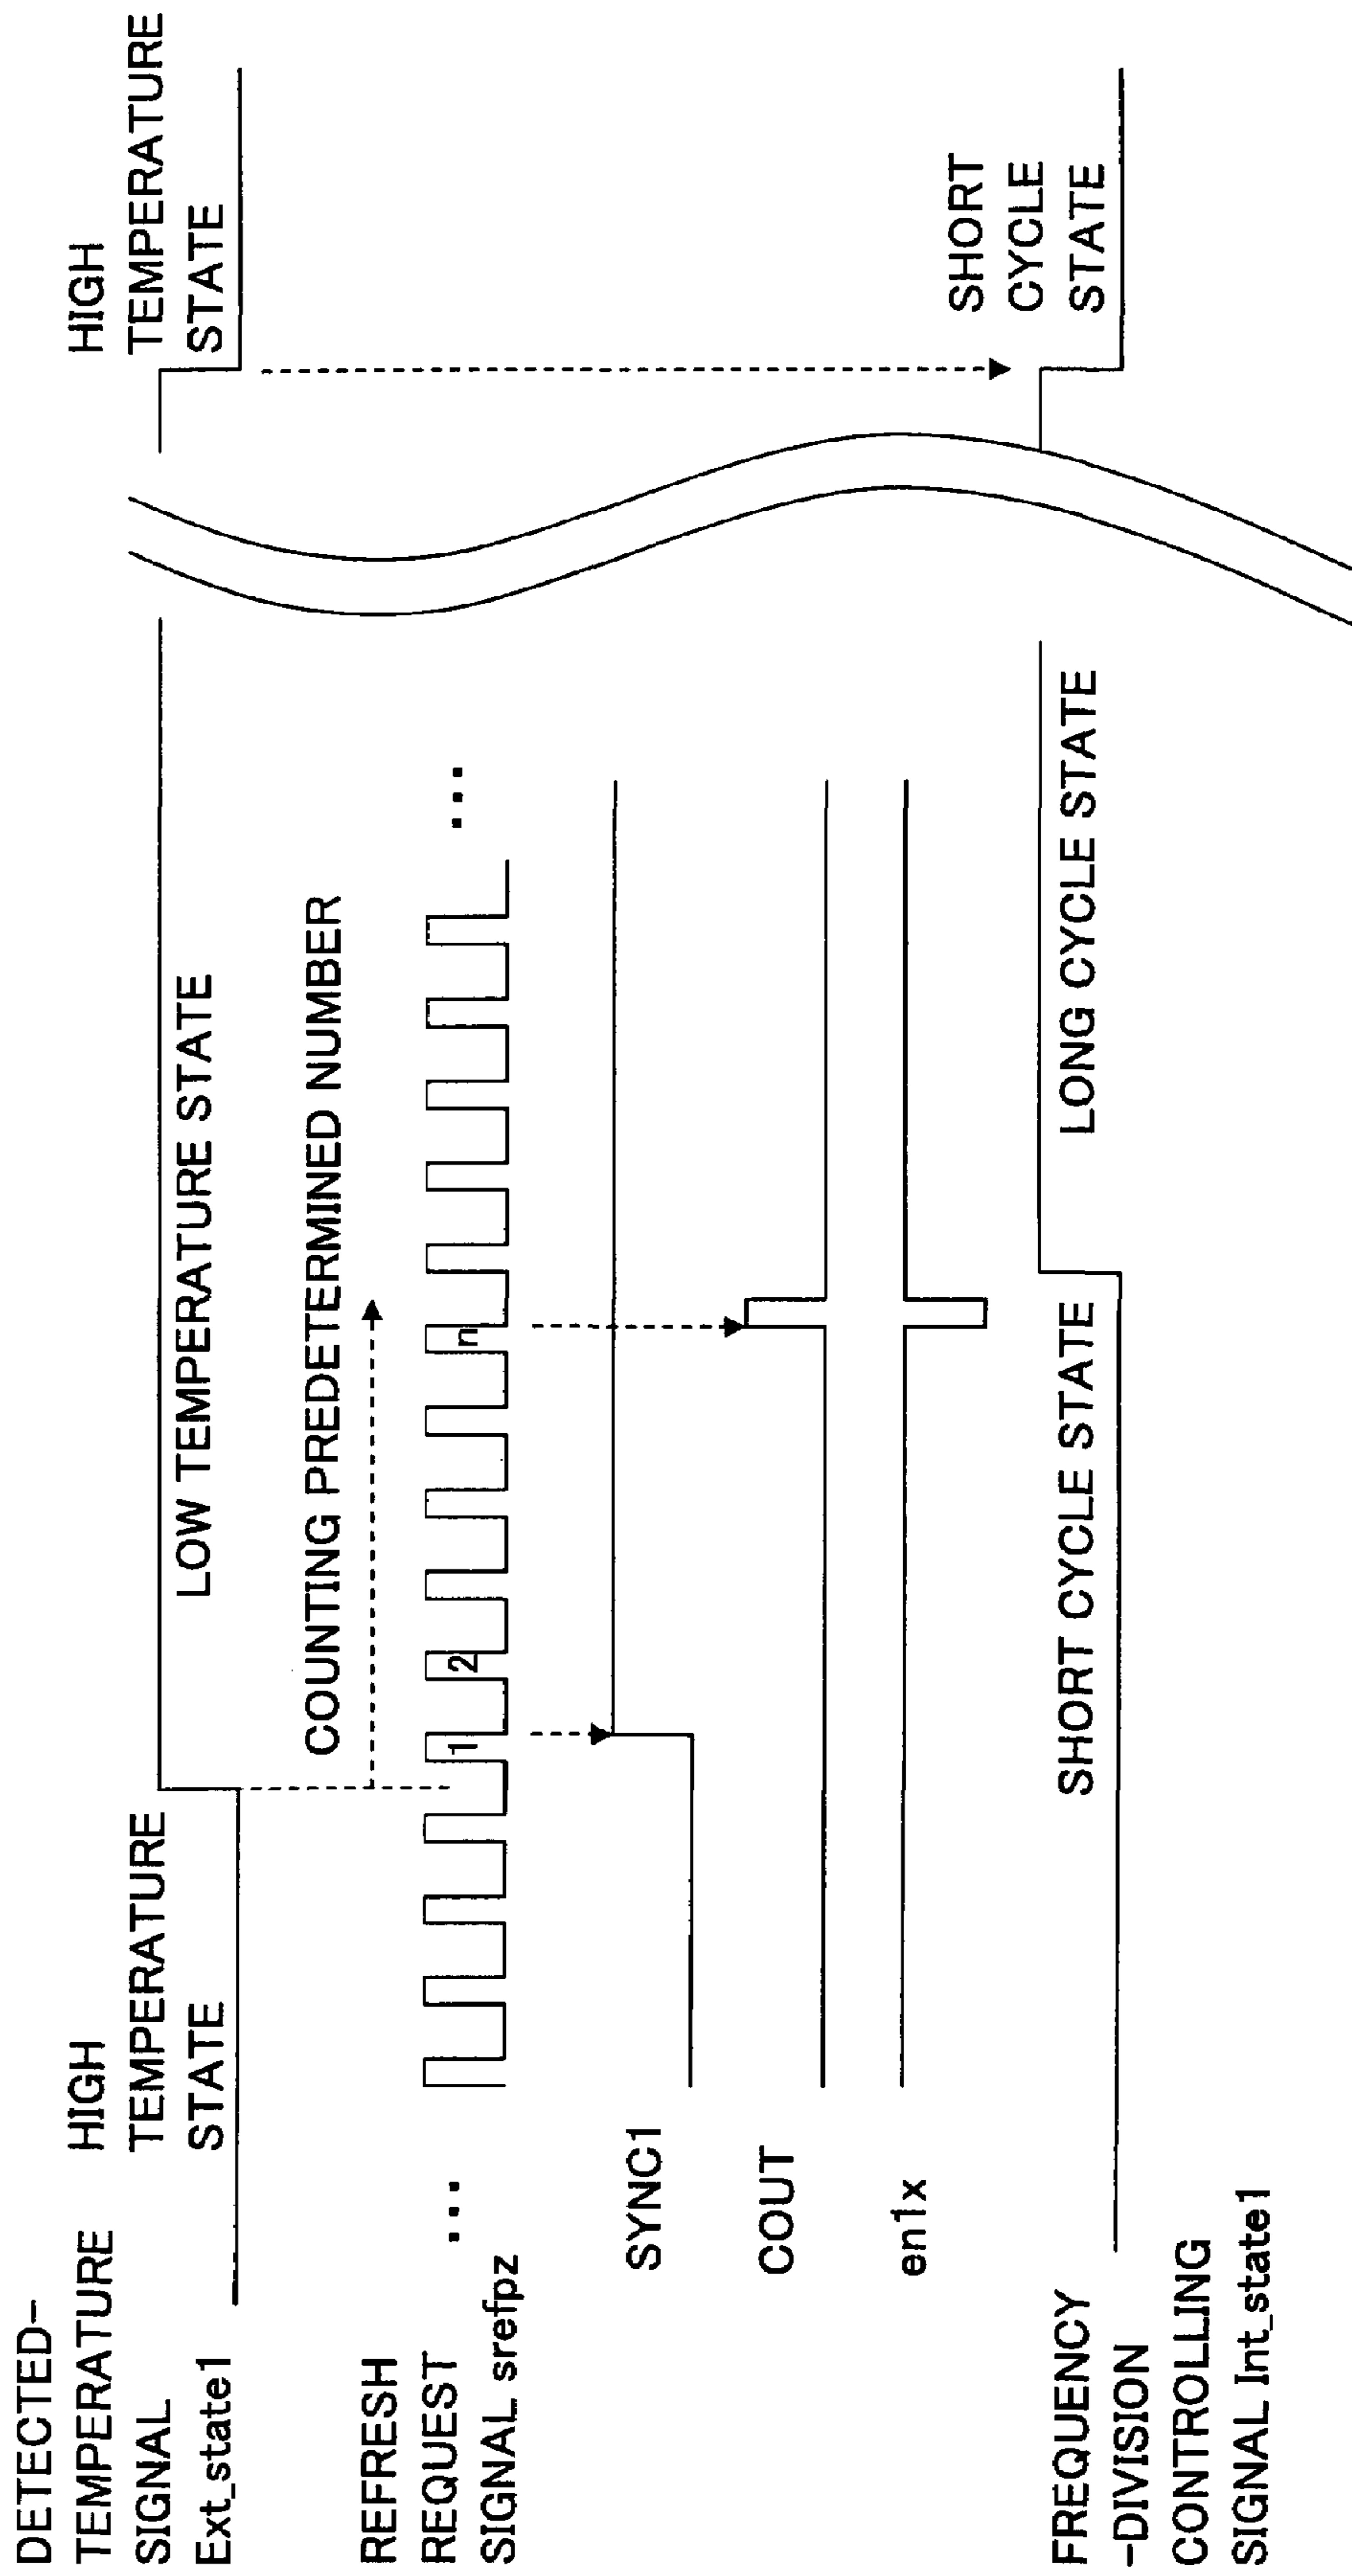 DETECTED-
TEMPERATURE
SIGNAL
Ext_state1
HIGH
TEMPERATURE
STATE
LOW TEMPERATURE STATE
HIGH
TEMPERATURE
STATE
COUNTING PREDETERMINED NUMBER
REFRESH
REQUEST
SIGNAL srefpz
...
1
2
n
...
SYNC1
COUT
en1x
FREQUENCY
-DIVISION
CONTROLLING
SIGNAL Int_state1
SHORT CYCLE STATE
LONG CYCLE STATE
SHORT
CYCLE
STATE